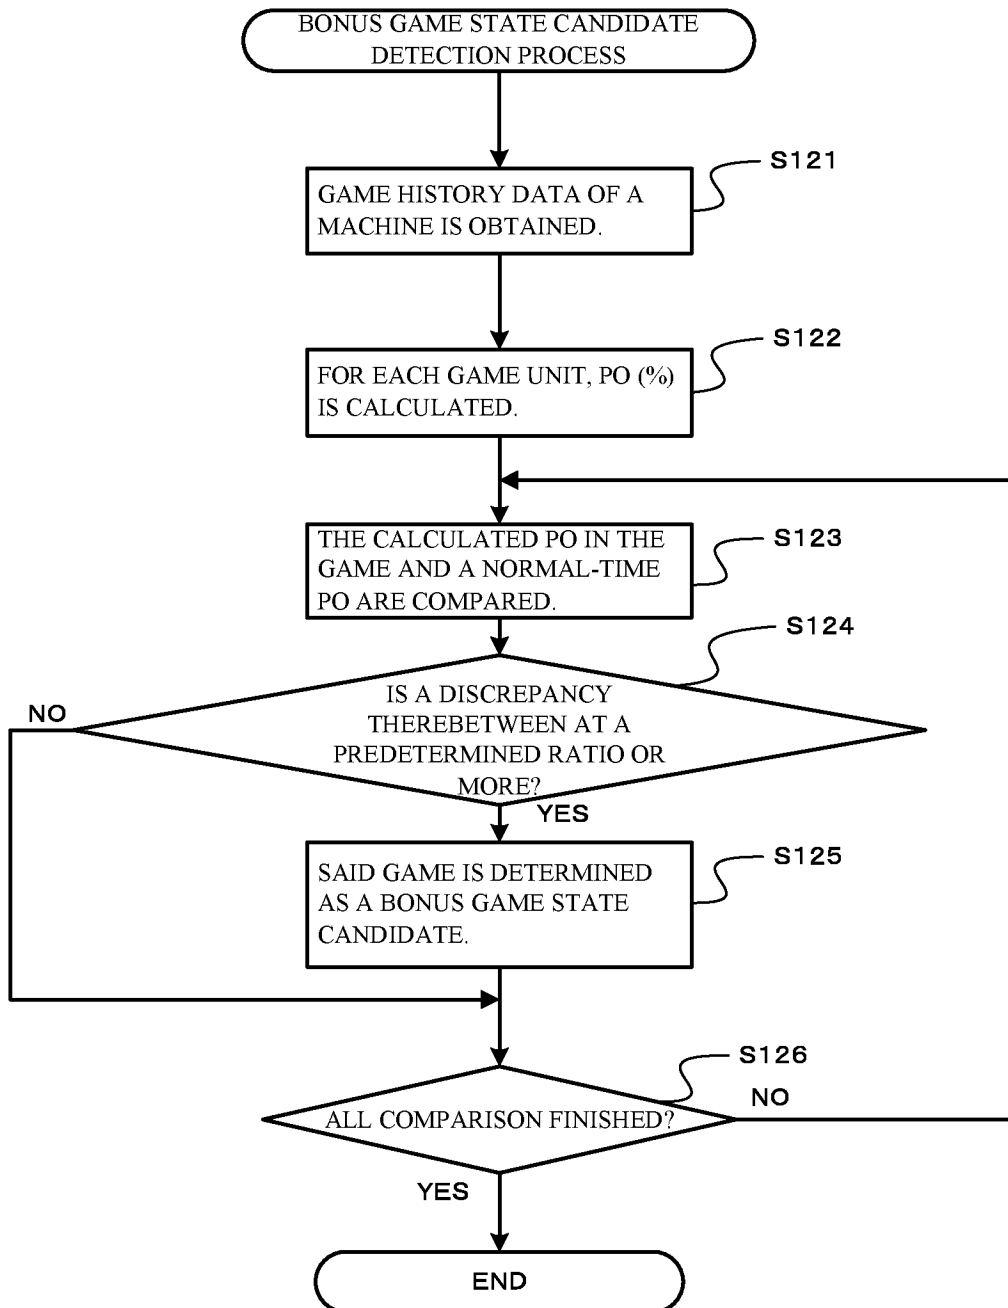 BONUS GAME STATE CANDIDATE
DETECTION PROCESS
S121
GAME HISTORY DATA OF A
MACHINE IS OBTAINED.
S122
FOR EACH GAME UNIT, PO (%)
IS CALCULATED.
S123
THE CALCULATED PO IN THE
GAME AND A NORMAL-TIME
PO ARE COMPARED.
S124
IS A DISCREPANCY
THEREBETWEEN AT A
PREDETERMINED RATIO OR
MORE?
NO
YES
S125
SAID GAME IS DETERMINED
AS A BONUS GAME STATE
CANDIDATE.
S126
ALL COMPARISON FINISHED?
NO
YES
END